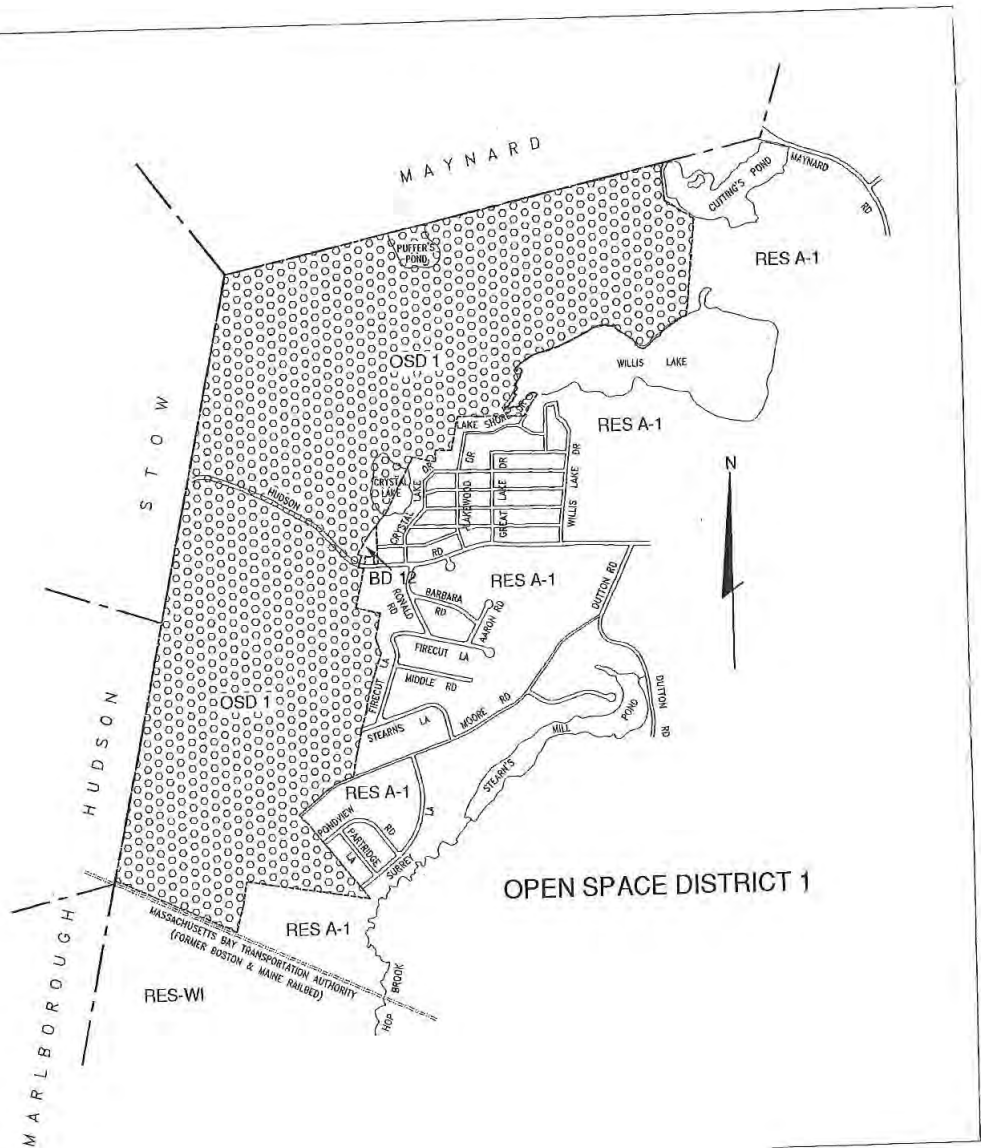 MAYNARD
CUTTING'S POND
MAYNARD
RD
RES A-1
PUFFER'S
POND
OSD 1
WILLIS LAKE
RES A-1
LAKE SHORE DR
STOW
CRYSTAL
LAKE
CRYSTAL LAKE DR
LAKEWOOD DR
GREAT LAKE DR
WILLIS LAKE DR
N
HUDSON
RD
BD 12
RES A-1
RONALD
RD
BARBARA
RD
AARON RD
DUTTON RD
FIRECUT LA
FIRECUT LA
MIDDLE RD
STEARNS LA
MOORE RD
DUTTON
RD
STEARN'S MILL POND
OSD 1
HUDSON
RES A-1
PONDVIEW
RD
PARTRIDGE
LA
SURREY LA
OPEN SPACE DISTRICT 1
RES A-1
MASSACHUSETTS BAY TRANSPORTATION AUTHORITY
(FORMER BOSTON & MAINE RAILBED)
RES-WI
HOP BROOK
MARLBOROUGH